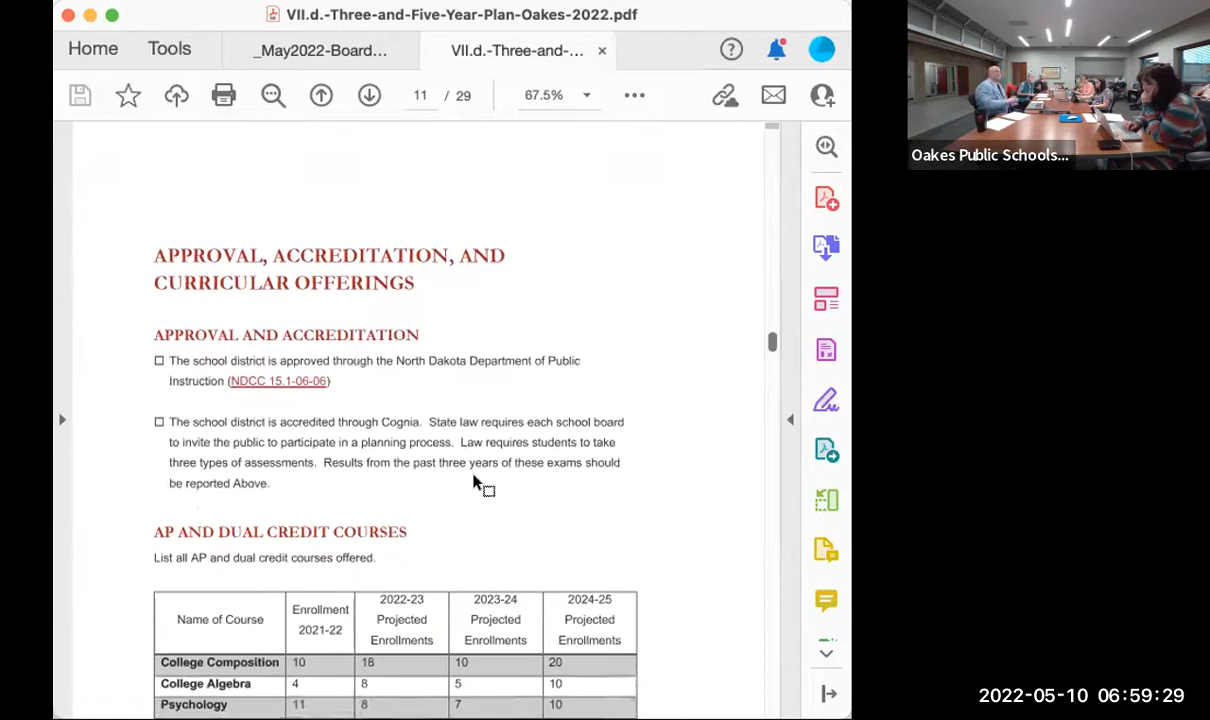 VII.d.-Three-and-Five-Year-Plan-Oakes-2022.pdf
Home Tools _May2022-Board... VII.d.-Three-and-... ×
11 / 29 67.5%
Oakes Public Schools...
APPROVAL, ACCREDITATION, AND
CURRICULAR OFFERINGS
APPROVAL AND ACCREDITATION
☐ The school district is approved through the North Dakota Department of Public
Instruction (NDCC 15.1-06-06)
☐ The school district is accredited through Cognia. State law requires each school board
to invite the public to participate in a planning process. Law requires students to take
three types of assessments. Results from the past three years of these exams should
be reported Above.
AP AND DUAL CREDIT COURSES
List all AP and dual credit courses offered.
Name of Course Enrollment 2021-22 2022-23 Projected Enrollments 2023-24 Projected Enrollments 2024-25 Projected Enrollments
College Composition 10 18 10 20
College Algebra 4 8 5 10
Psychology 11 8 7 10
2022-05-10 06:59:29